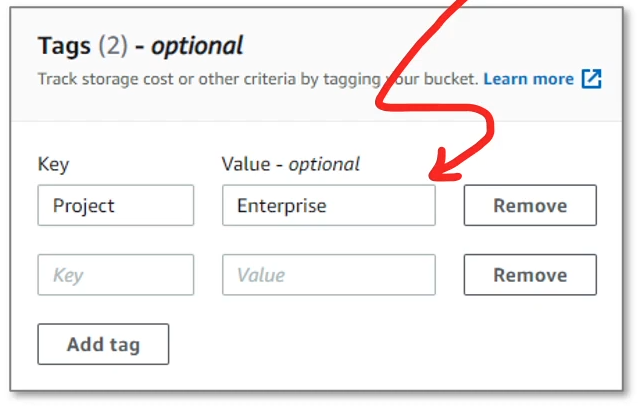 Tags (2) - optional
Track storage cost or other criteria by tagging your bucket. Learn more
Key Value - optional
Project Enterprise Remove
Key Value Remove
Add tag